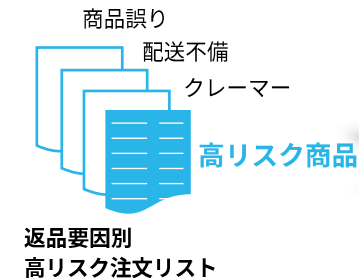 商品誤り
配送不備
クレーマー
高リスク商品
返品要因別
高リスク注文リスト